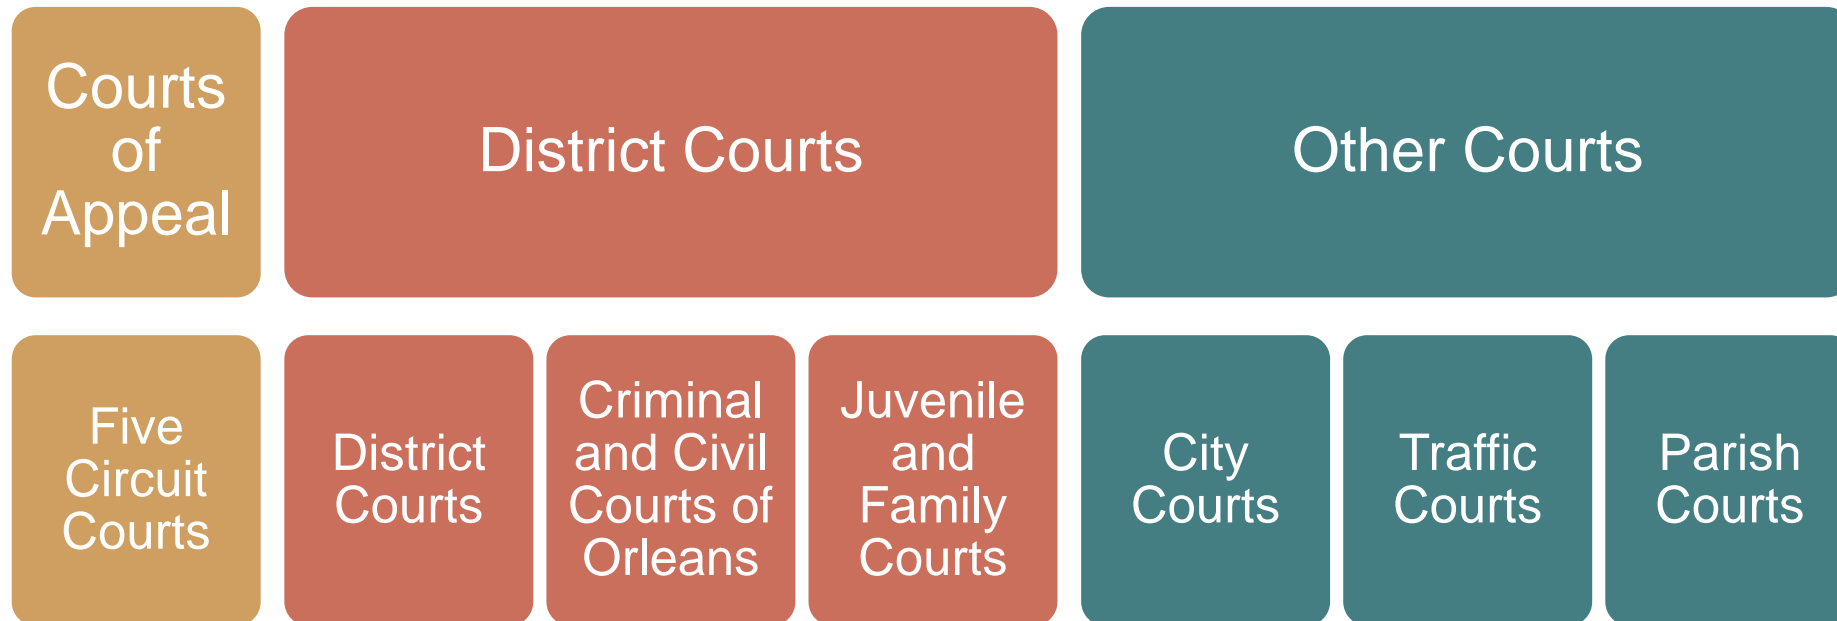 Courts
of
Appeal
District Courts
Other Courts
Five
Circuit
Courts
District
Courts
Criminal
and Civil
Courts of
Orleans
Juvenile
and
Family
Courts
City
Courts
Traffic
Courts
Parish
Courts